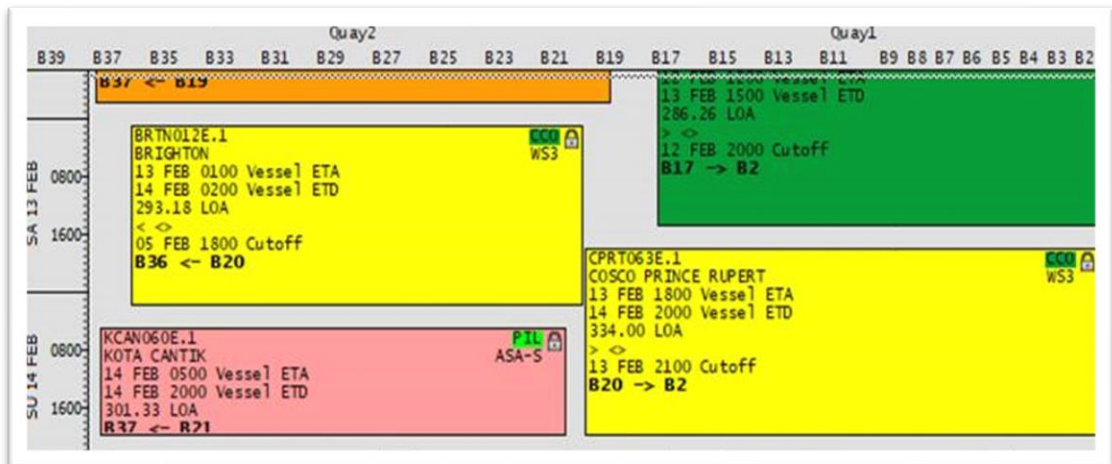 Quay2 Quay1
B39 B37 B35 B33 B31 B29 B27 B25 B23 B21 B19 B17 B15 B13 B11 B9 B8 B7 B6 B5 B4 B3 B2
B37 <- B19
13 FEB 1500 Vessel ETD
286.26 LOA
> <>
12 FEB 2000 Cutoff
B17 -> B2
SA 13 FEB
0800
1600
BRTN012E.1 CCO
BRIGHTON WS3
13 FEB 0100 Vessel ETA
14 FEB 0200 Vessel ETD
293.18 LOA
< <>
05 FEB 1800 Cutoff
B36 <- B20
CPRT063E.1 CCO
COSCO PRINCE RUPERT WS3
13 FEB 1800 Vessel ETA
14 FEB 2000 Vessel ETD
334.00 LOA
> <>
13 FEB 2100 Cutoff
B20 -> B2
SU 14 FEB
0800
1600
KCAN060E.1 PIL
KOTA CANTIK ASA-S
14 FEB 0500 Vessel ETA
14 FEB 2000 Vessel ETD
301.33 LOA
B37 <- B21